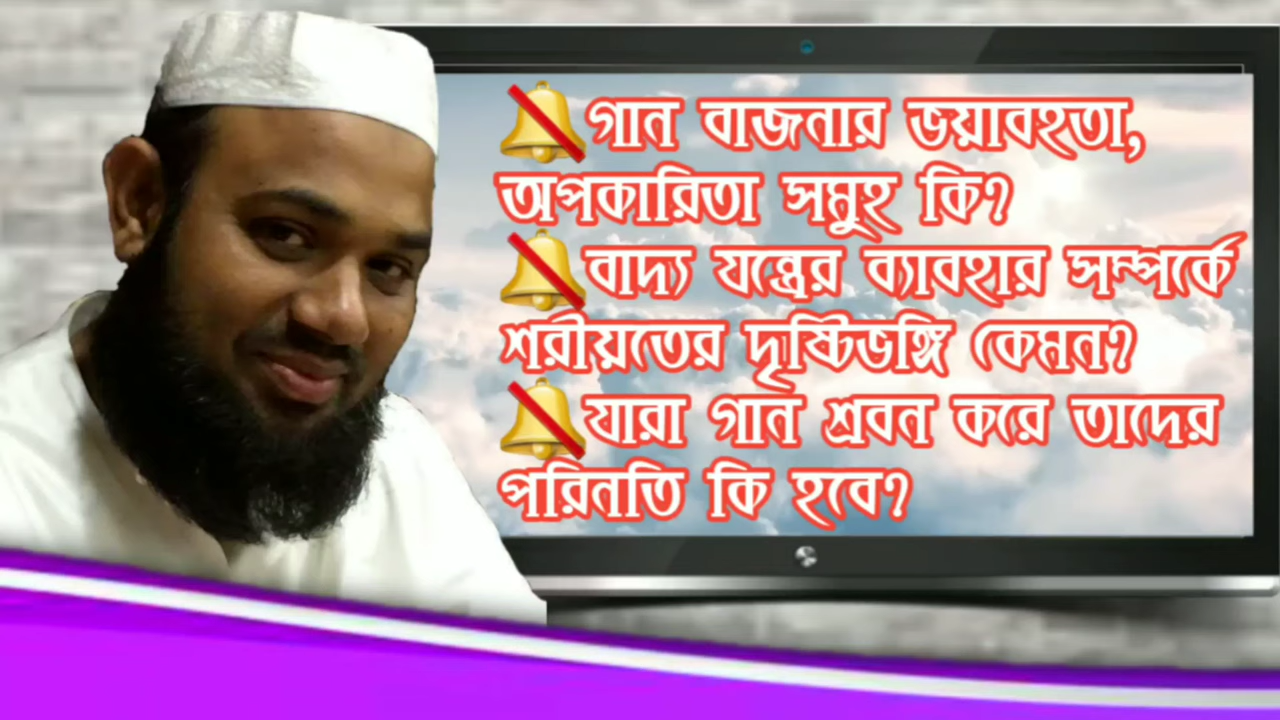 গান বাজনার ভয়াবহতা,
অপকারিতা সমুহ কি?
বাদ্য যন্ত্রের ব্যাবহার সম্পর্কে
শরীয়তের দৃষ্টিভঙ্গি কেমন?
যারা গান শ্রবন করে তাদের
পরিনতি কি হবে?